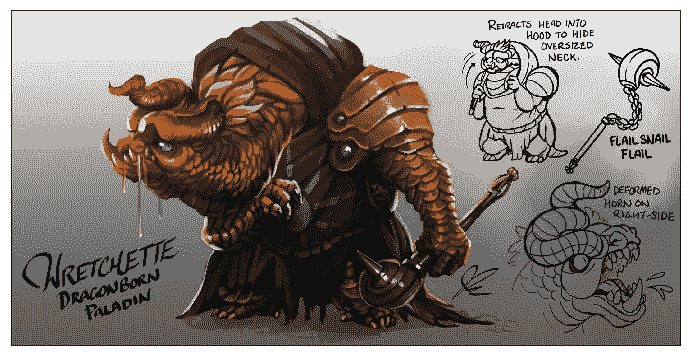 Retracts head into
hood to hide
oversized
neck.
Flail Snail
Flail
Deformed
horn on
right-side
Wretchette
Dragonborn
Paladin